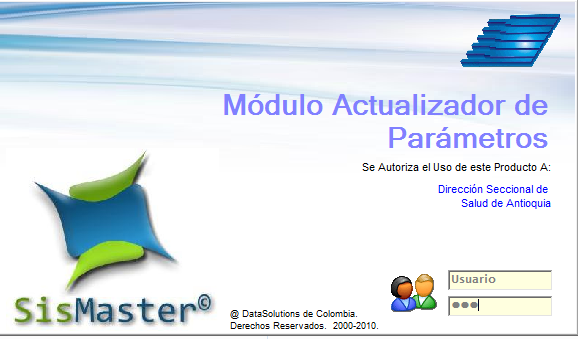 Módulo Actualizador de
Parámetros
Se Autoriza el Uso de este Producto A:
Dirección Seccional de
Salud de Antioquia
Usuario
●●●
SisMaster©
@ DataSolutions de Colombia.
Derechos Reservados. 2000-2010.